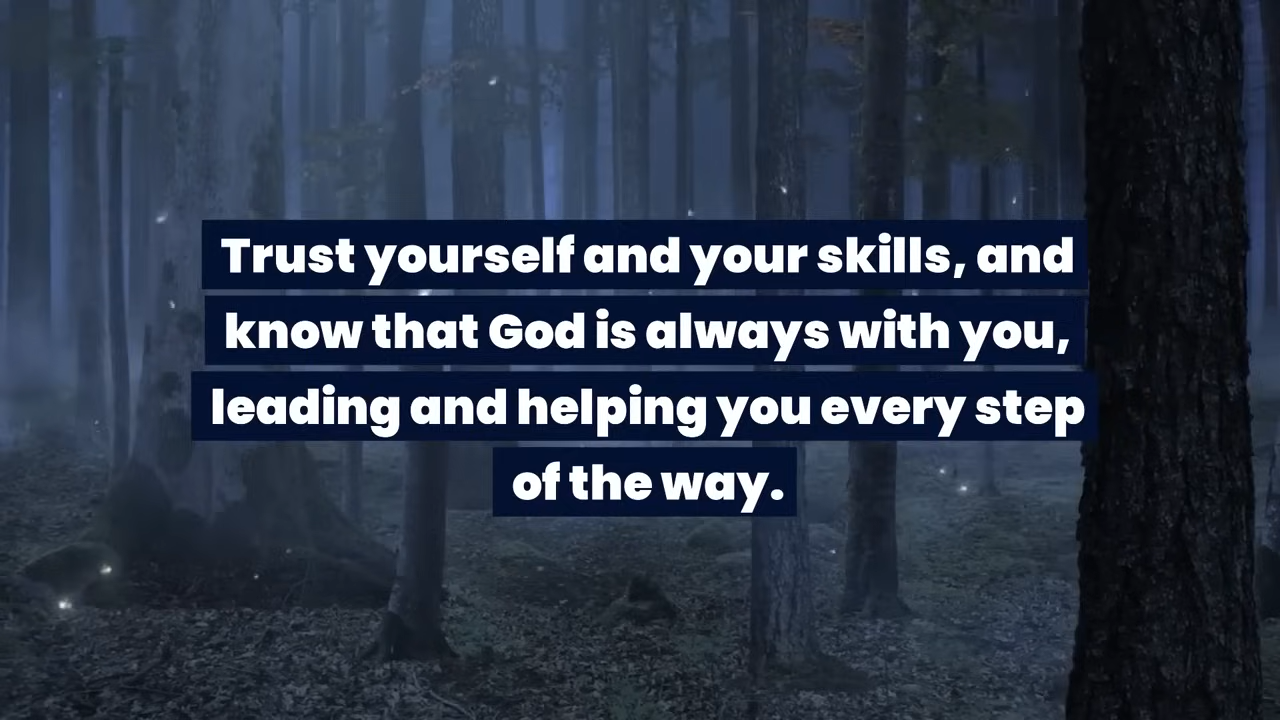 Trust yourself and your skills, and
know that God is always with you,
leading and helping you every step
of the way.